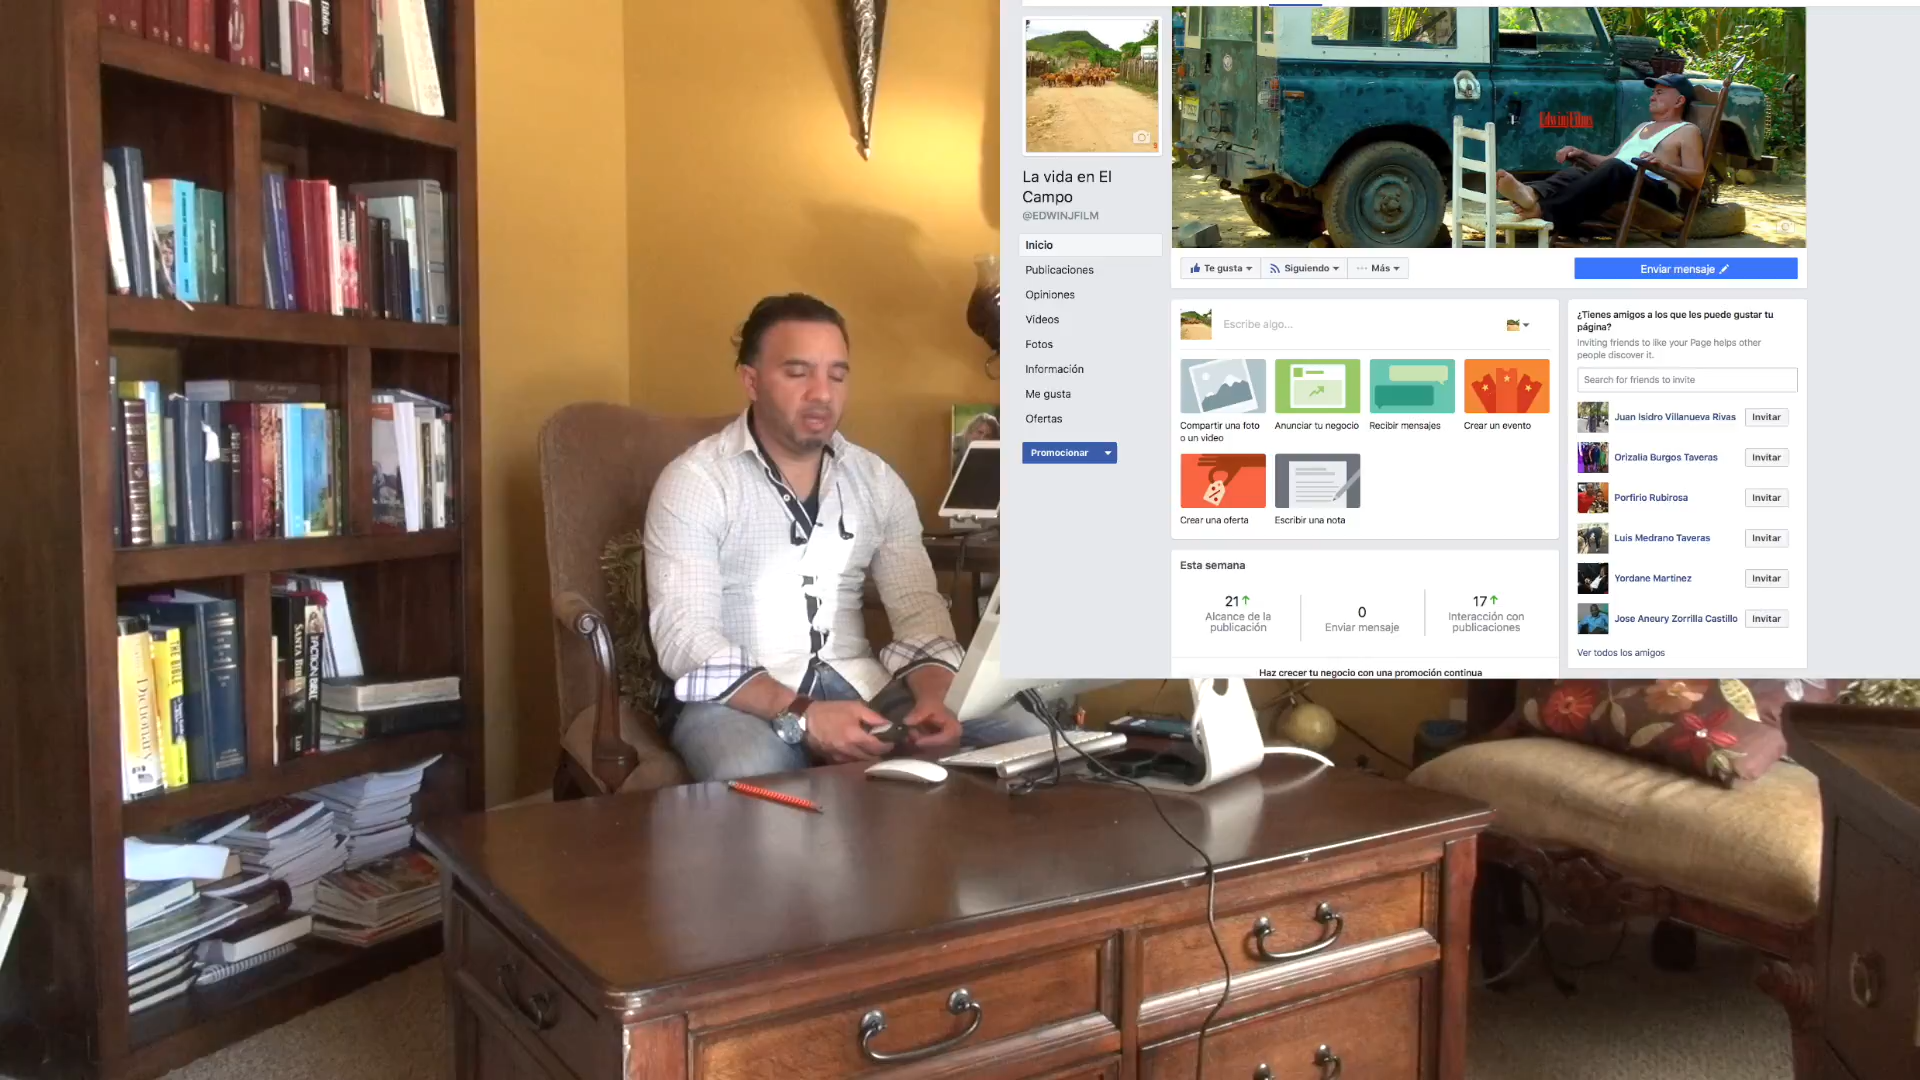 La vida en El
Campo
@EDWINJFILM
Inicio
Publicaciones
Opiniones
Videos
Fotos
Información
Me gusta
Ofertas
Promocionar
EdwinFilms
Te gusta
Siguiendo
Más
Enviar mensaje
Escribe algo...
Compartir una foto
o un video
Anunciar tu negocio
Recibir mensajes
Crear un evento
Crear una oferta
Escribir una nota
Esta semana
21
Alcance de la
publicación
0
Enviar mensaje
17
Interacción con
publicaciones
Haz crecer tu negocio con una promoción continua
¿Tienes amigos a los que les puede gustar tu
página?
Inviting friends to like your Page helps other
people discover it.
Search for friends to invite
Juan Isidro Villanueva Rivas Invitar
Orizalia Burgos Taveras Invitar
Porfirio Rubirosa Invitar
Luis Medrano Taveras Invitar
Yordane Martinez Invitar
Jose Aneury Zorrilla Castillo Invitar
Ver todos los amigos
Dictionary
THE BIBLE
SANTA BIBLIA
FACTION BIBLE